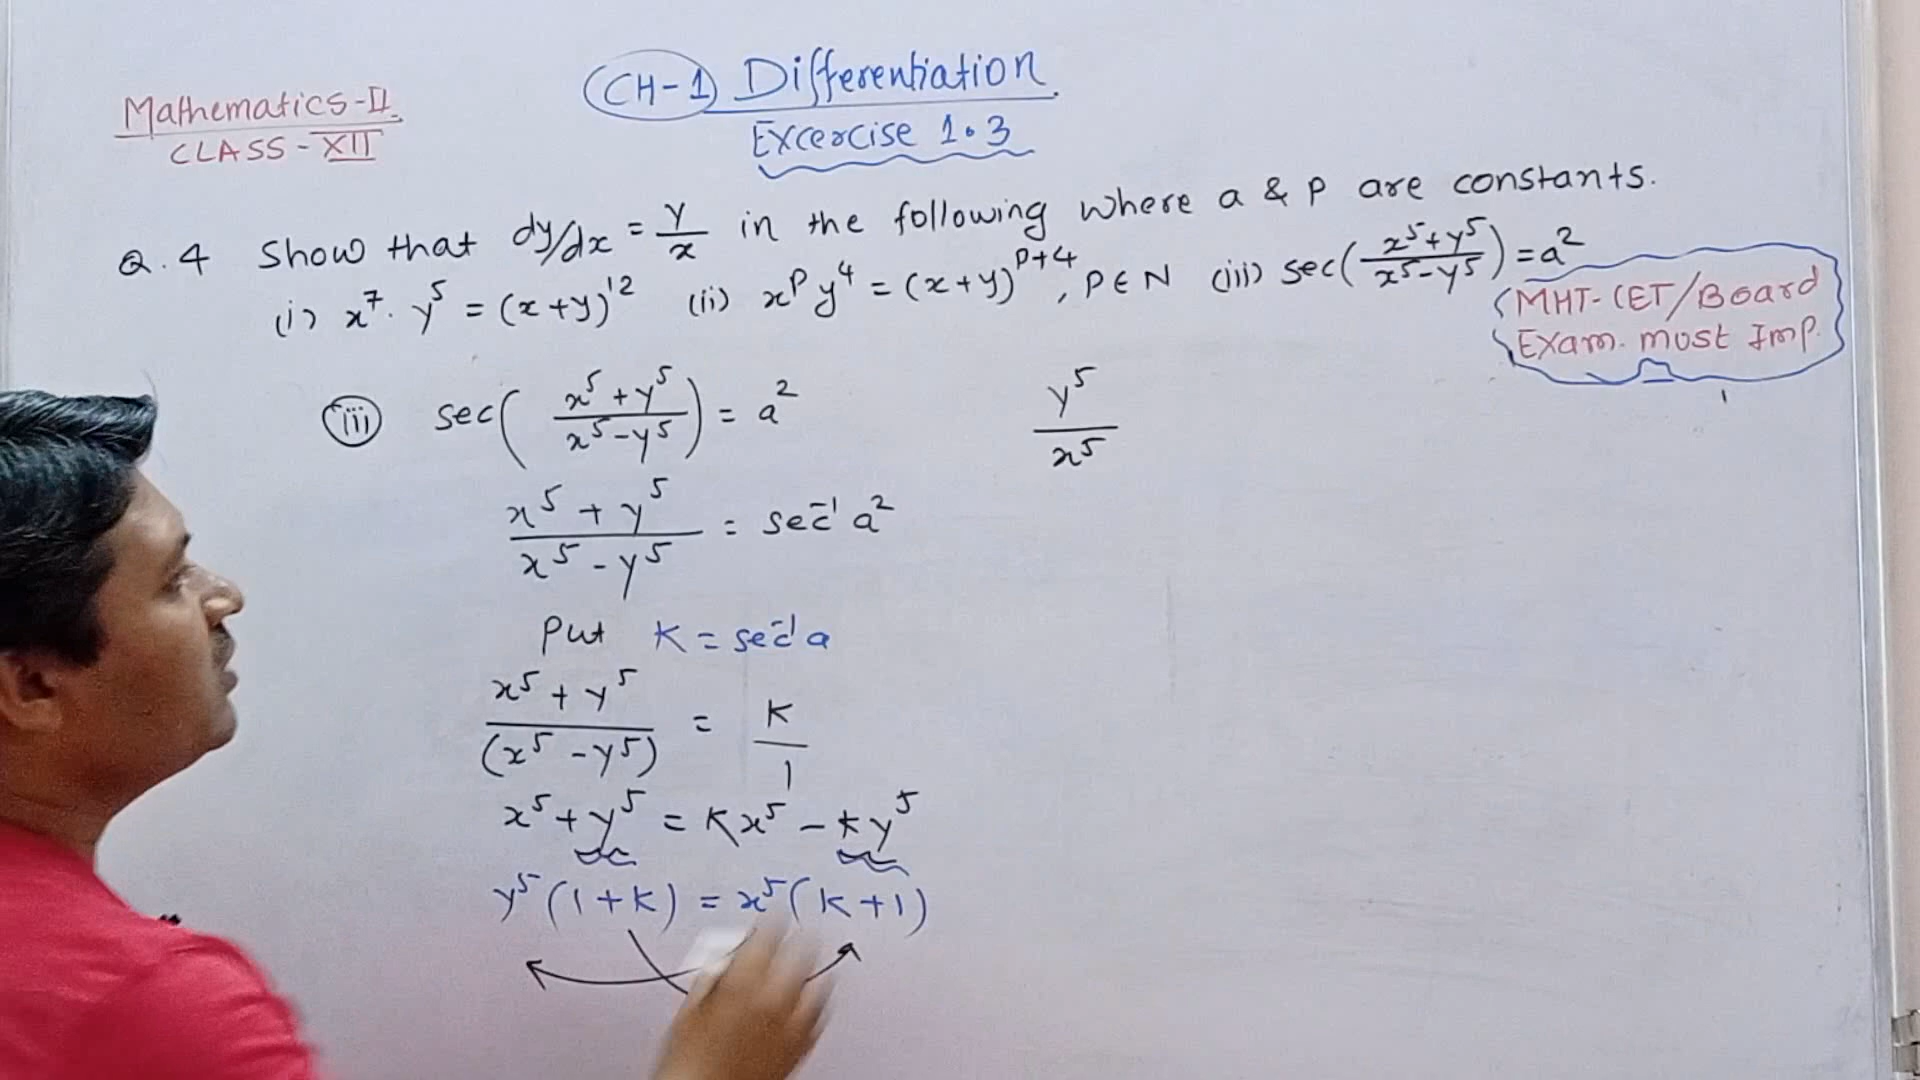 Mathematics-II.
CLASS-XII
CH-1 Differentiation
Excercise 1.3
Q.4 Show that dy/dx = y/x in the following where a & p are constants.
(i) x⁷.y⁵ = (x+y)¹² (ii) xᵖy⁴ = (x+y)ᵖ⁺⁴, P∈N (iii) sec((x⁵+y⁵)/(x⁵-y⁵)) = a²
MHT-CET/Board
Exam. must Imp.
(iii) sec((x⁵+y⁵)/(x⁵-y⁵)) = a²
(x⁵+y⁵)/(x⁵-y⁵) = sec⁻¹a²
Put K = sec⁻¹a
(x⁵+y⁵)/(x⁵-y⁵) = K/1
x⁵+y⁵ = Kx⁵-Ky⁵
y⁵(1+K) = x⁵(K+1)
y⁵/x⁵